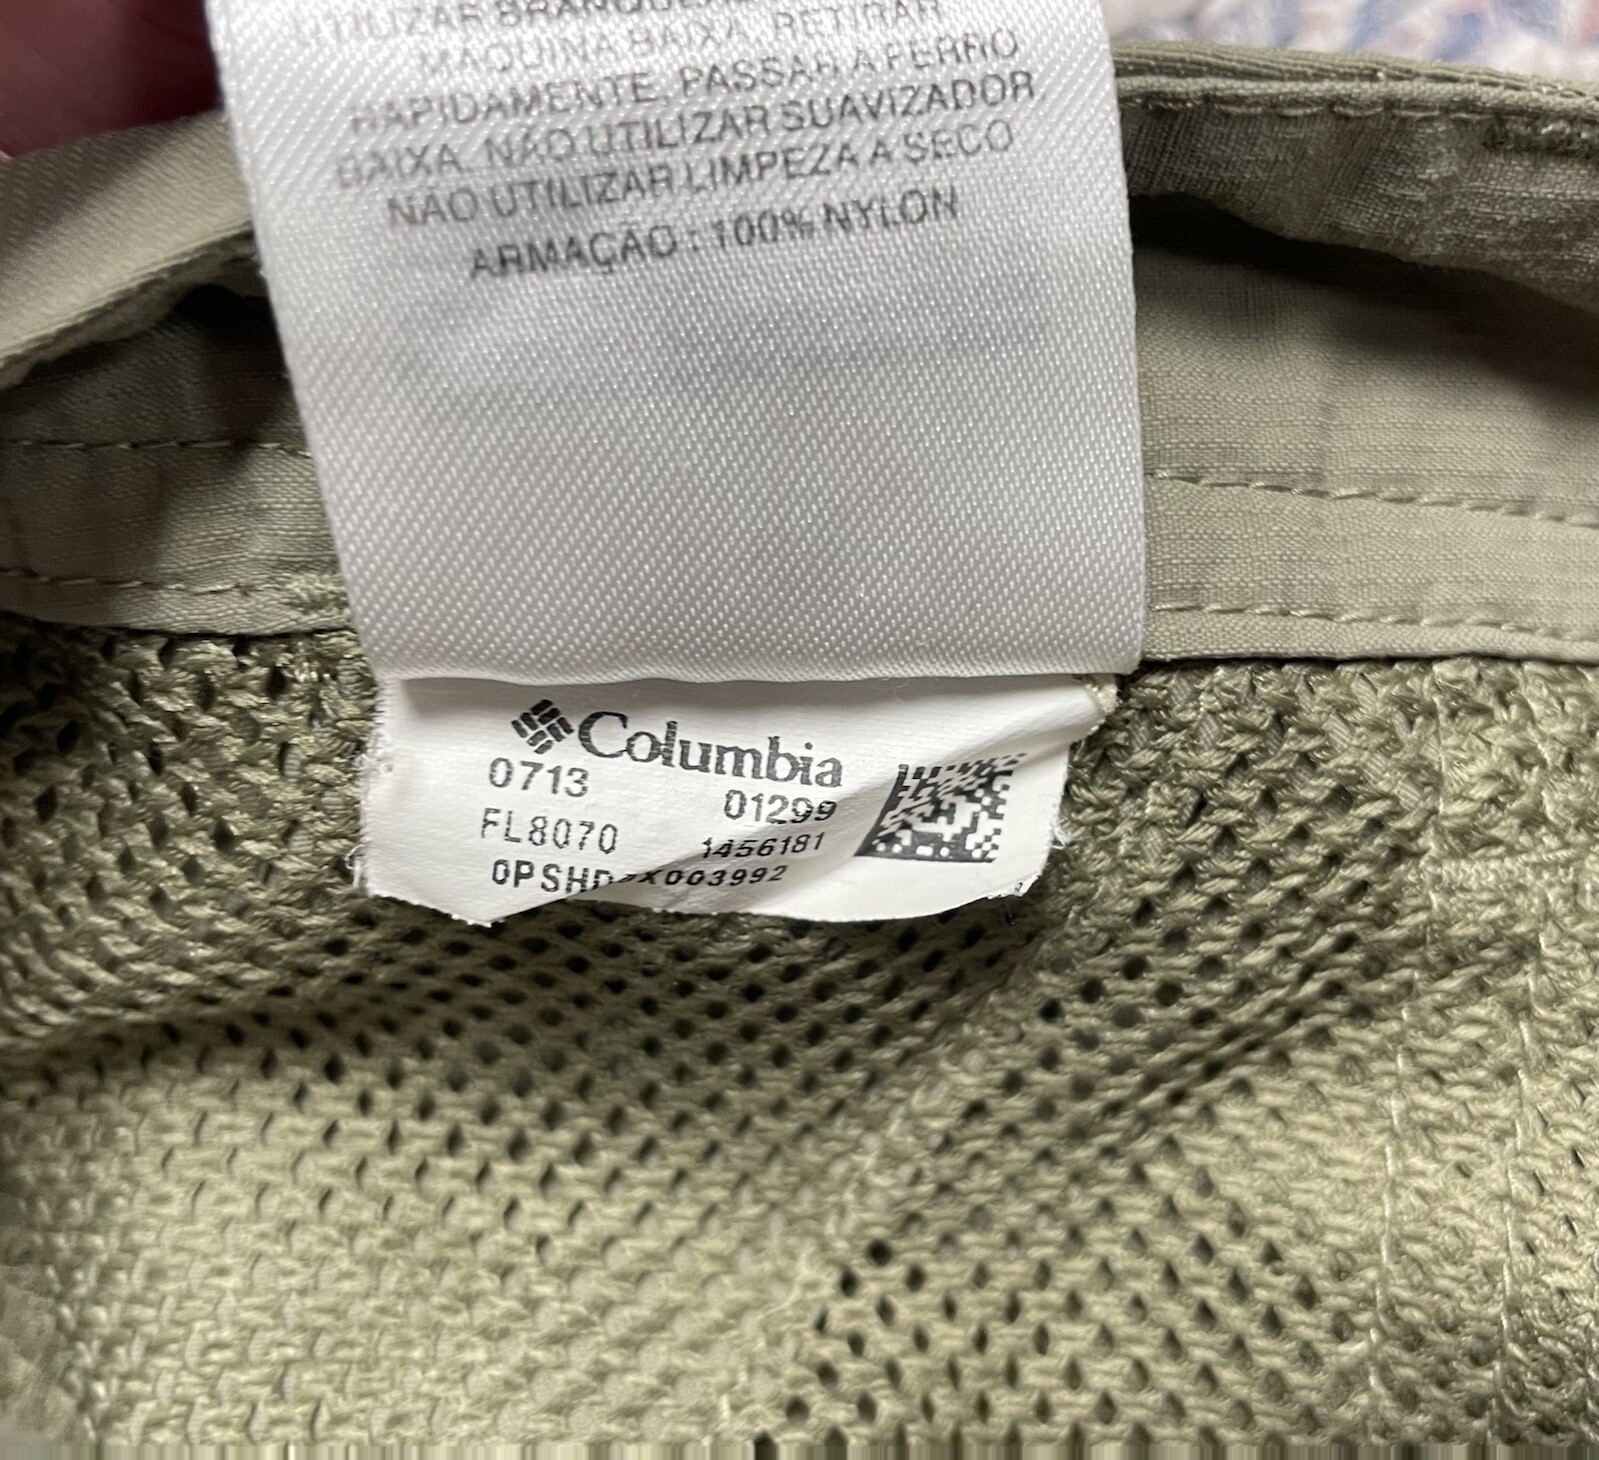 UTILIZAR
MAQUINA BAIXA, RETIRAR
RAPIDAMENTE, PASSAR A FERRO
BAIXA. NÃO UTILIZAR SUAVIZADOR
NÃO UTILIZAR LIMPEZA A SECO
ARMAÇÃO : 100% NYLON
Columbia
0713 01299
FL8070 1456181